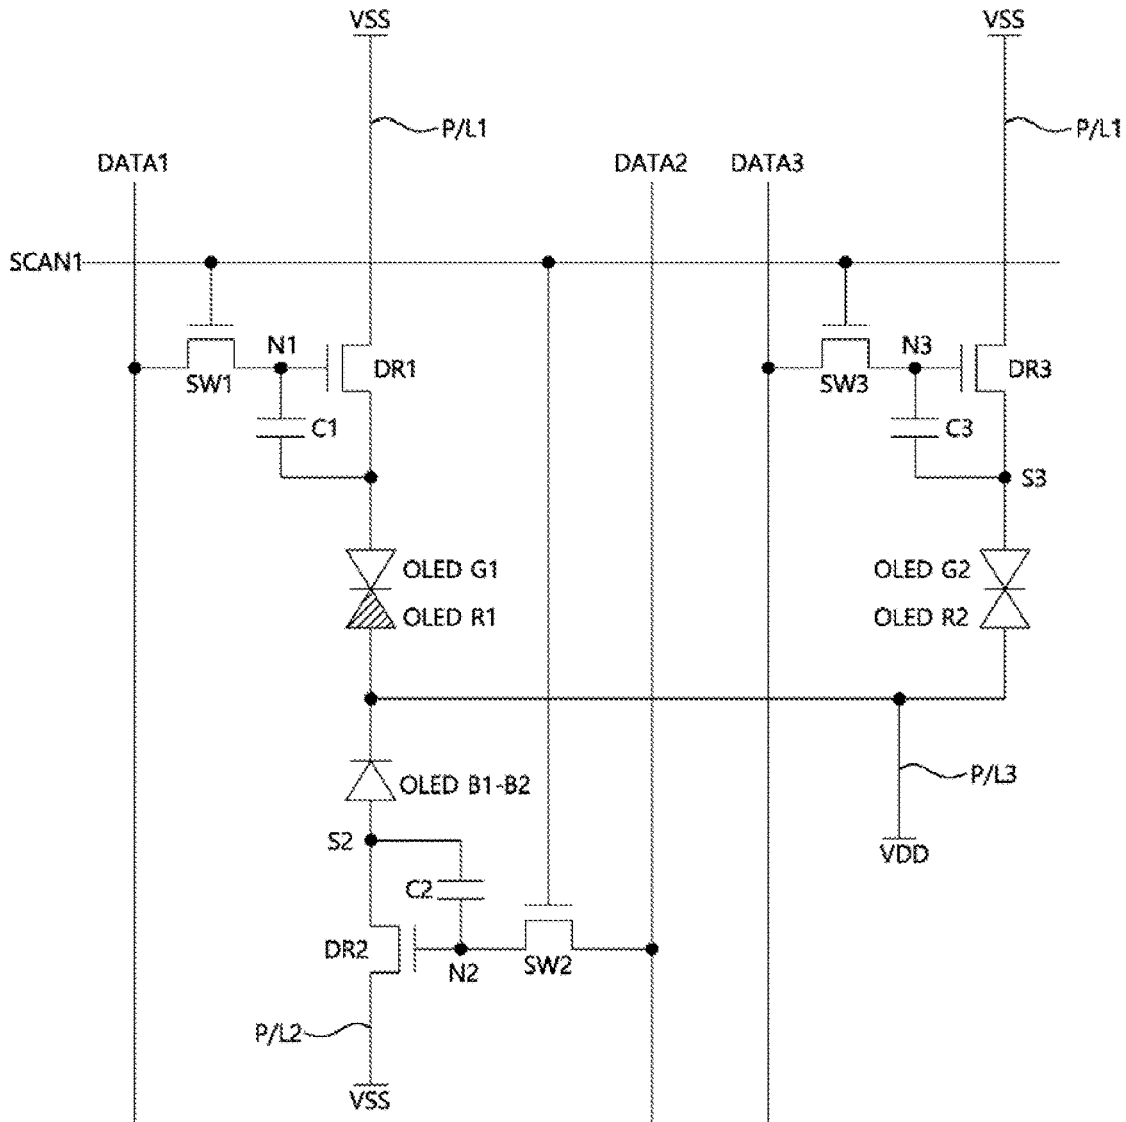 VSS VSS
P/L1 P/L1
DATA1 DATA2 DATA3
SCAN1
N1 N3
DR1 DR3
SW1 SW3
C1 C3
S3
OLED G1 OLED G2
OLED R1 OLED R2
P/L3
OLED B1-B2
S2
VDD
C2
DR2
N2 SW2
P/L2
VSS